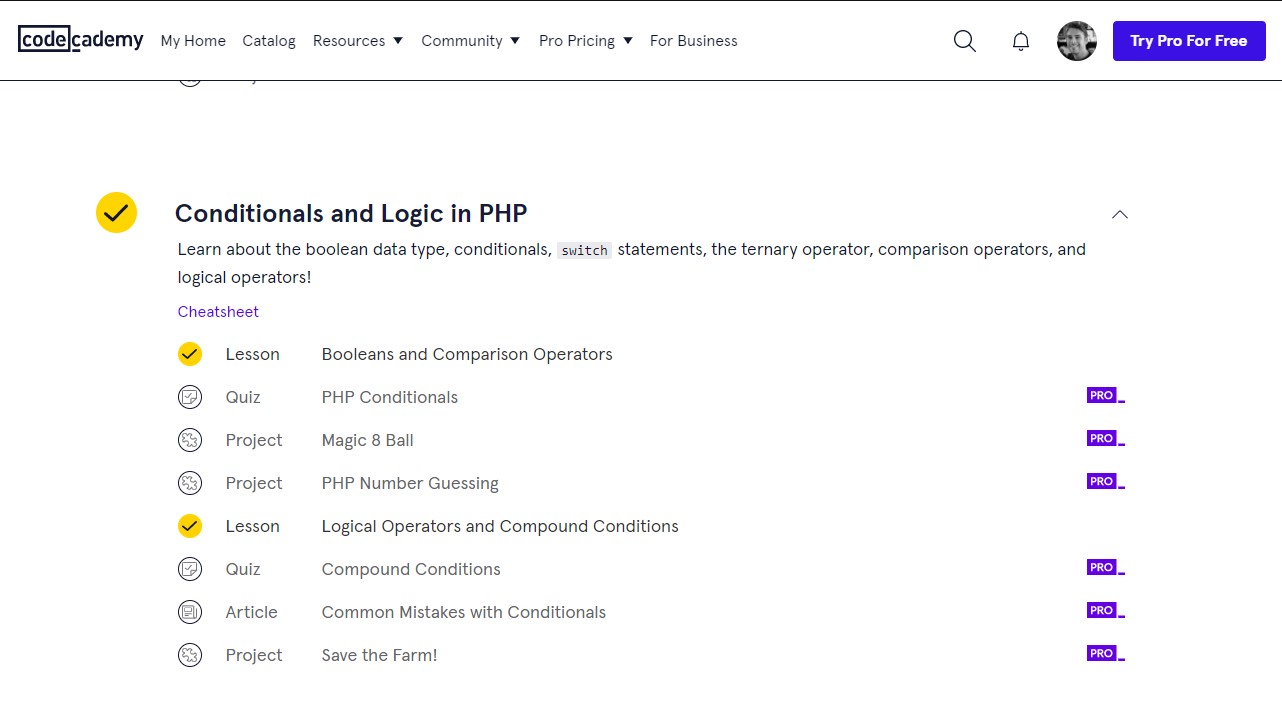 codecademy My Home Catalog Resources Community Pro Pricing For Business Try Pro For Free
Conditionals and Logic in PHP
Learn about the boolean data type, conditionals, switch statements, the ternary operator, comparison operators, and
logical operators!
Cheatsheet
Lesson Booleans and Comparison Operators
Quiz PHP Conditionals PRO
Project Magic 8 Ball PRO
Project PHP Number Guessing PRO
Lesson Logical Operators and Compound Conditions
Quiz Compound Conditions PRO
Article Common Mistakes with Conditionals PRO
Project Save the Farm! PRO